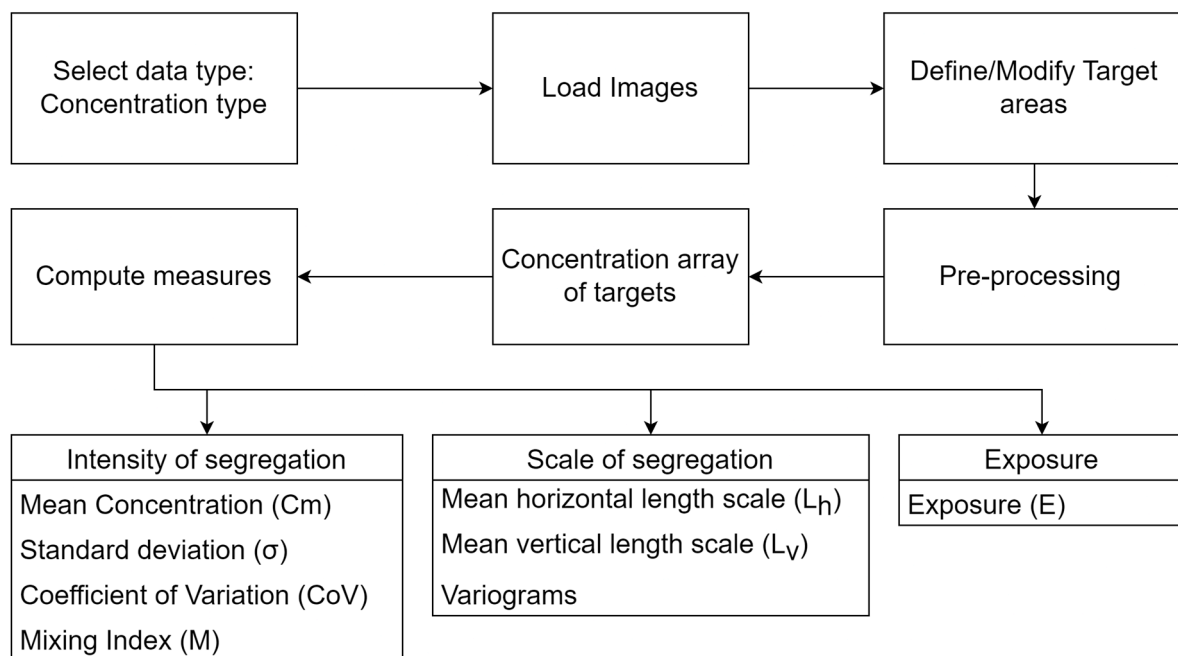 Select data type:
Concentration type
Load Images
Define/Modify Target
areas
Compute measures
Concentration array
of targets
Pre-processing
Intensity of segregation
Mean Concentration (Cm)
Standard deviation (σ)
Coefficient of Variation (CoV)
Mixing Index (M)
Scale of segregation
Mean horizontal length scale (Lh)
Mean vertical length scale (Lv)
Variograms
Exposure
Exposure (E)